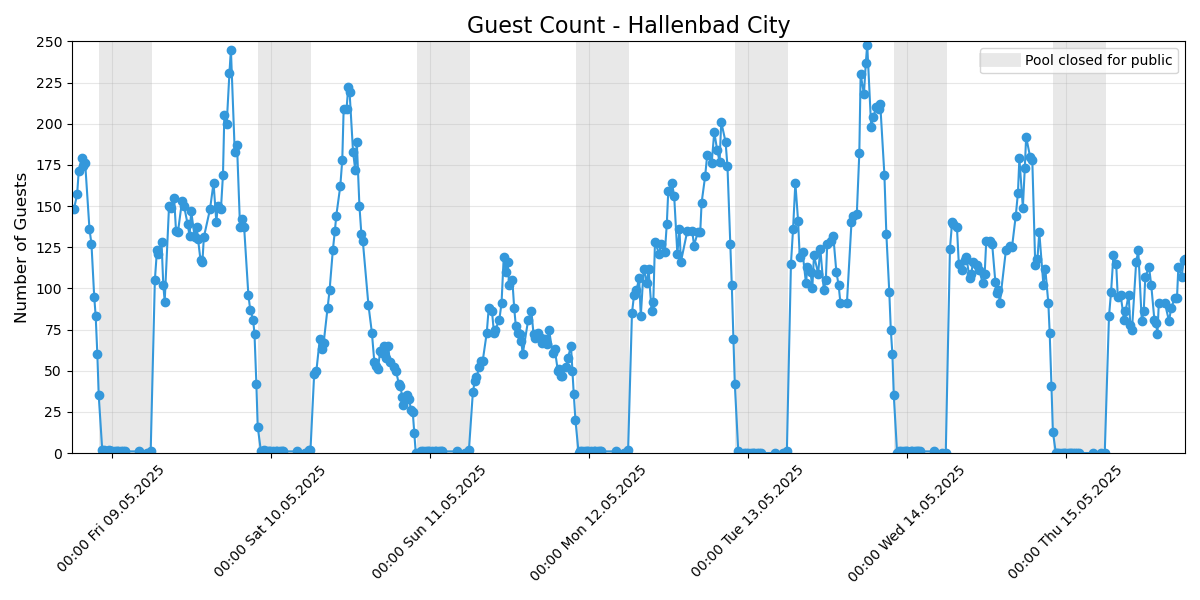 Guest Count - Hallenbad City
Number of Guests
250
225
200
175
150
125
100
75
50
25
0
Pool closed for public
00:00 Fri 09.05.2025
00:00 Sat 10.05.2025
00:00 Sun 11.05.2025
00:00 Mon 12.05.2025
00:00 Tue 13.05.2025
00:00 Wed 14.05.2025
00:00 Thu 15.05.2025